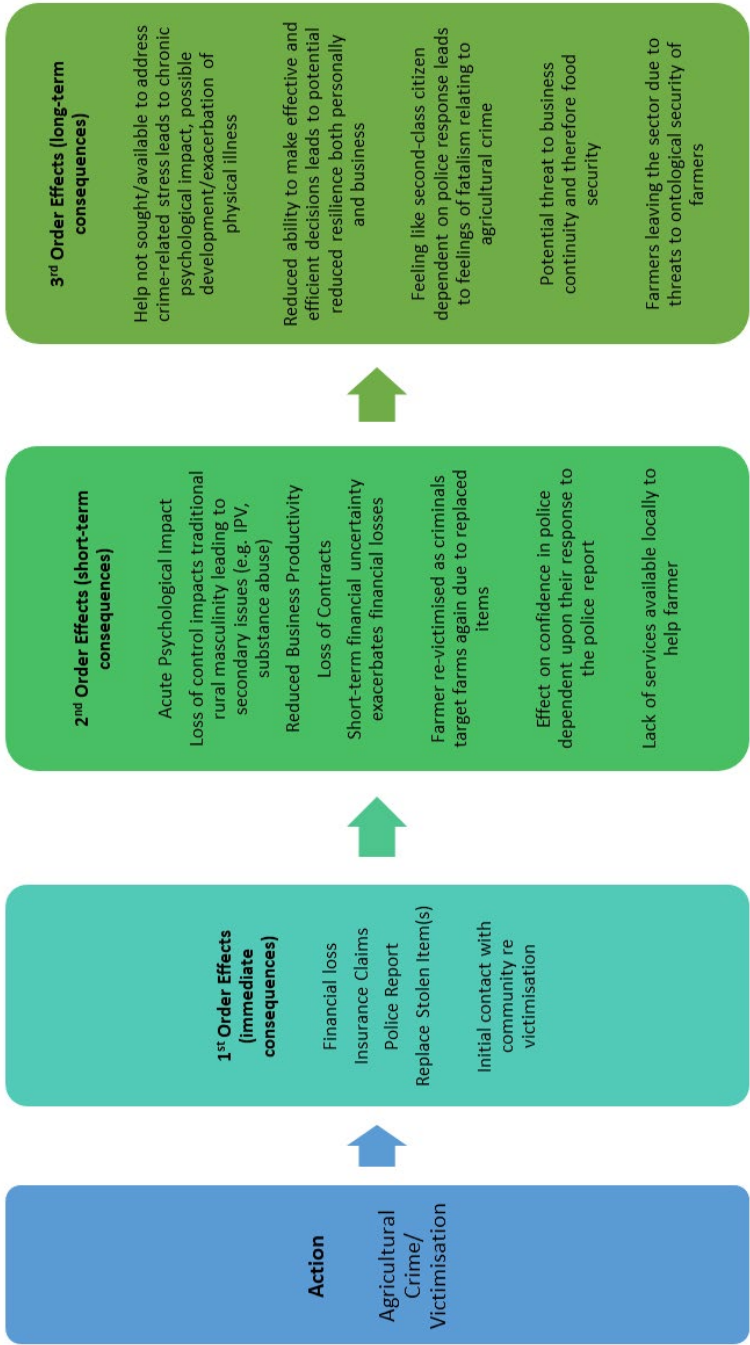 Action
Agricultural
Crime/
Victimisation
1st Order Effects
(immediate
consequences)
Financial loss
Insurance Claims
Police Report
Replace Stolen Item(s)
Initial contact with
community re
victimisation
2nd Order Effects (short-term
consequences)
Acute Psychological Impact
Loss of control impacts traditional
rural masculinity leading to
secondary issues (e.g. IPV,
substance abuse)
Reduced Business Productivity
Loss of Contracts
Short-term financial uncertainty
exacerbates financial losses
Farmer re-victimised as criminals
target farms again due to replaced
items
Effect on confidence in police
dependent upon their response to
the police report
Lack of services available locally to
help farmer
3rd Order Effects (long-term
consequences)
Help not sought/available to address
crime-related stress leads to chronic
psychological impact, possible
development/exacerbation of
physical illness
Reduced ability to make effective and
efficient decisions leads to potential
reduced resilience both personally
and business
Feeling like second-class citizen
dependent on police response leads
to feelings of fatalism relating to
agricultural crime
Potential threat to business
continuity and therefore food
security
Farmers leaving the sector due to
threats to ontological security of
farmers